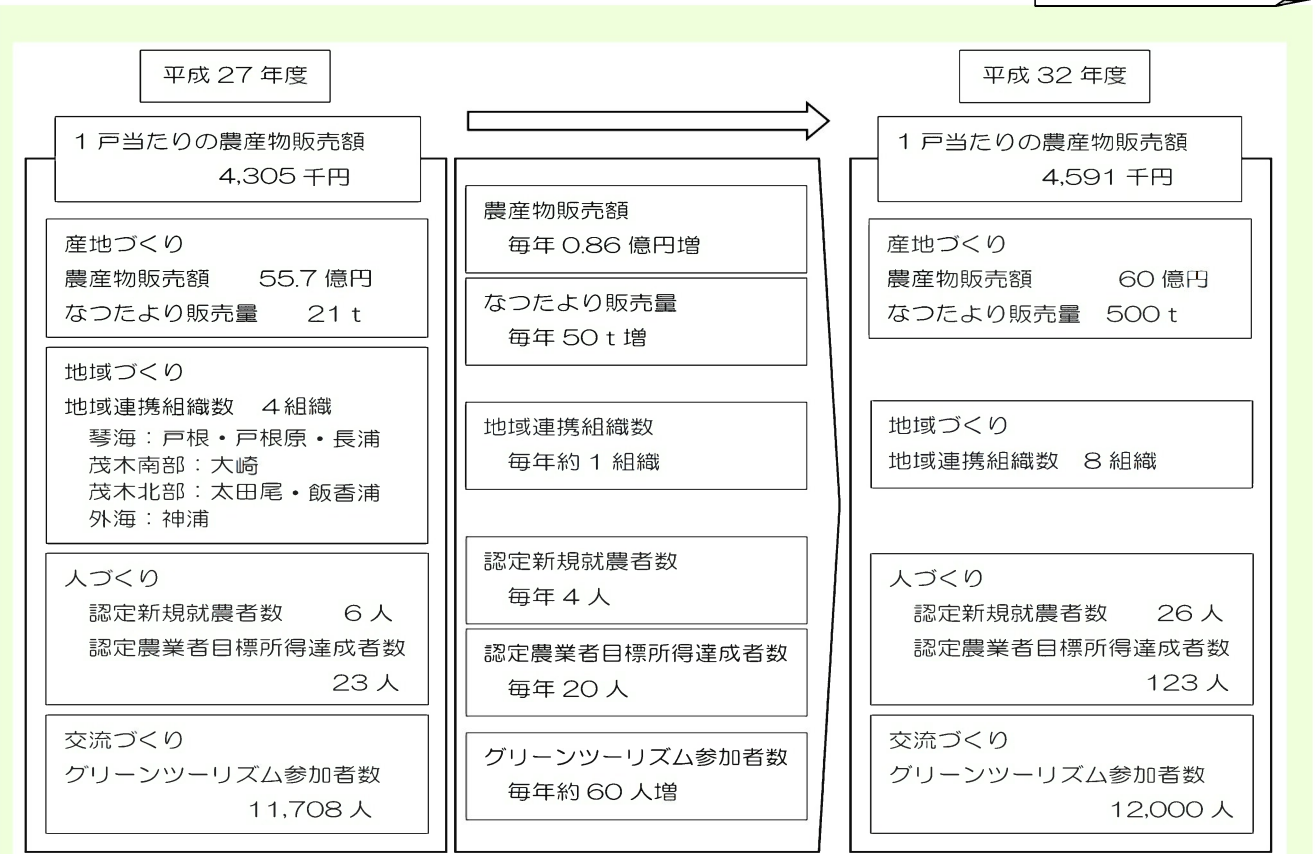 平成 27 年度
1 戸当たりの農産物販売額
4,305 千円
産地づくり
農産物販売額 55.7 億円
なつたより販売量 21 t
地域づくり
地域連携組織数 4 組織
琴海:戸根・戸根原・長浦
茂木南部:大崎
茂木北部:太田尾・飯香浦
外海:神浦
人づくり
認定新規就農者数 6 人
認定農業者目標所得達成者数
23 人
交流づくり
グリーンツーリズム参加者数
11,708 人
農産物販売額
毎年 0.86 億円増
なつたより販売量
毎年 50 t 増
地域連携組織数
毎年約 1 組織
認定新規就農者数
毎年 4 人
認定農業者目標所得達成者数
毎年 20 人
グリーンツーリズム参加者数
毎年約 60 人増
平成 32 年度
1 戸当たりの農産物販売額
4,591 千円
産地づくり
農産物販売額 60 億円
なつたより販売量 500 t
地域づくり
地域連携組織数 8 組織
人づくり
認定新規就農者数 26 人
認定農業者目標所得達成者数
123 人
交流づくり
グリーンツーリズム参加者数
12,000 人